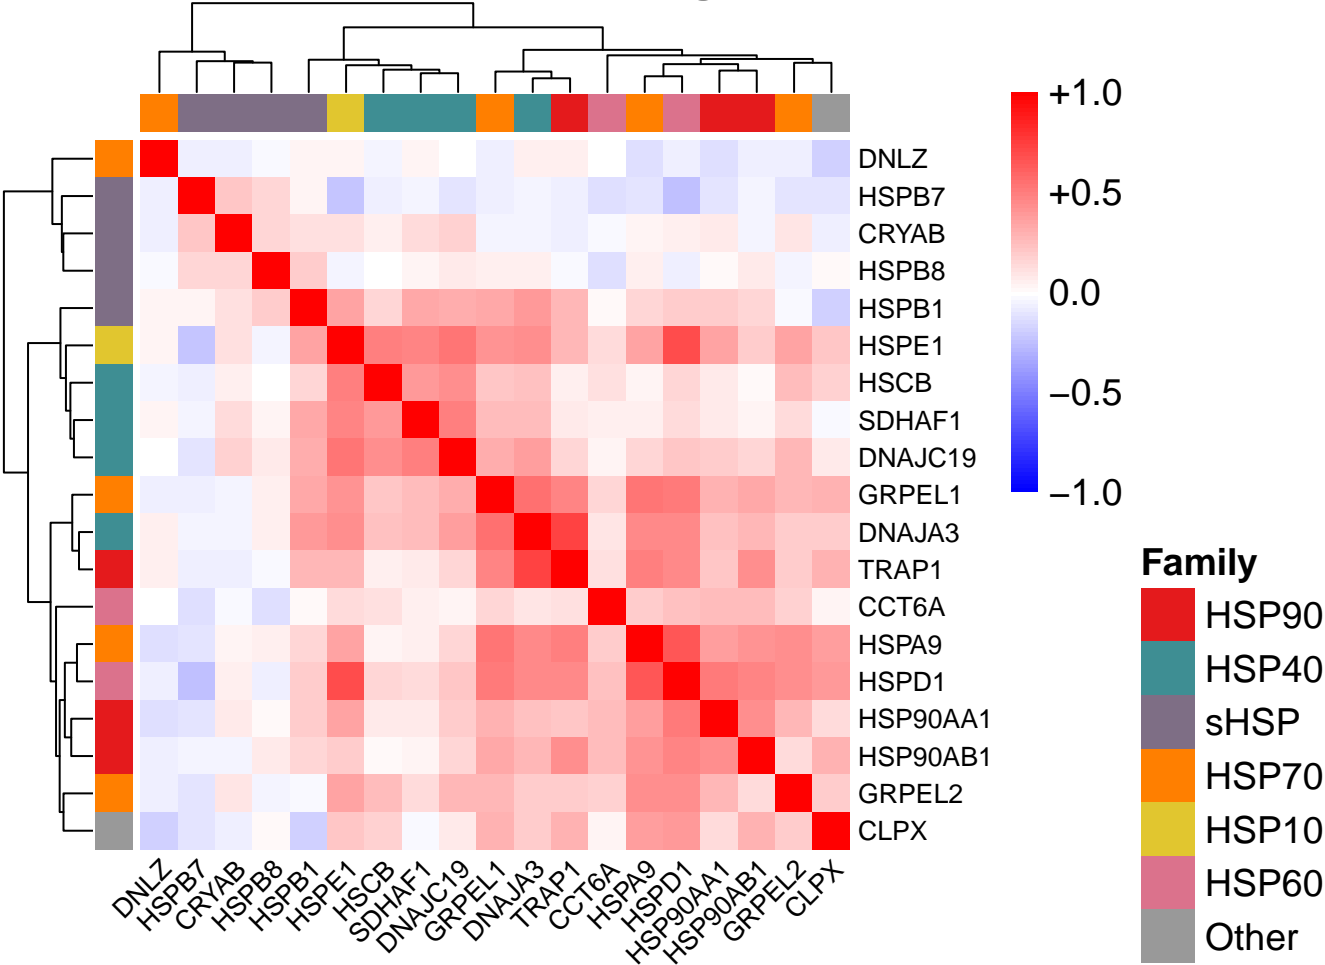 +1.0
+0.5
0.0
−0.5
−1.0
DNLZ
HSPB7
CRYAB
HSPB8
HSPB1
HSPE1
HSCB
SDHAF1
DNAJC19
GRPEL1
DNAJA3
TRAP1
CCT6A
HSPA9
HSPD1
HSP90AA1
HSP90AB1
GRPEL2
CLPX
Family
HSP90
HSP40
sHSP
HSP70
HSP10
HSP60
Other
DNLZ
HSPB7
CRYAB
HSPB8
HSPB1
HSPE1
HSCB
SDHAF1
DNAJC19
GRPEL1
DNAJA3
TRAP1
CCT6A
HSPA9
HSPD1
HSP90AA1
HSP90AB1
GRPEL2
CLPX